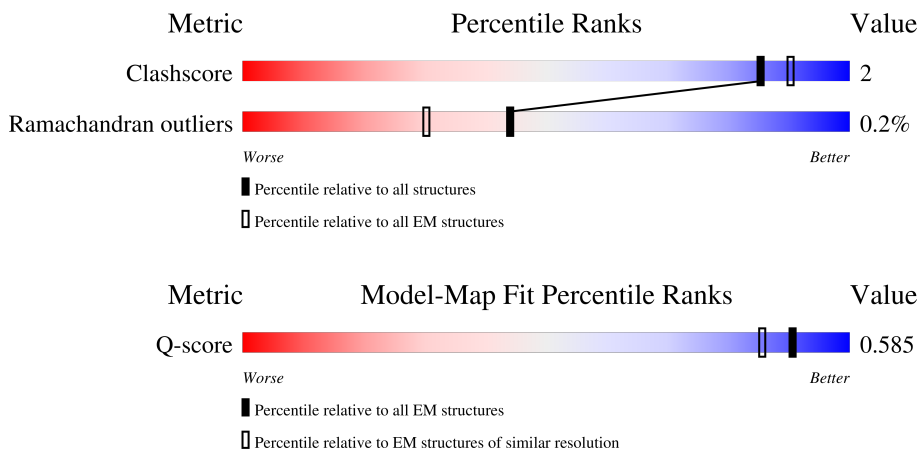 Metric Percentile Ranks Value
Clashscore 2
Ramachandran outliers 0.2%
Worse Better
Percentile relative to all structures
Percentile relative to all EM structures
Metric Model-Map Fit Percentile Ranks Value
Q-score 0.585
Worse Better
Percentile relative to all EM structures
Percentile relative to EM structures of similar resolution